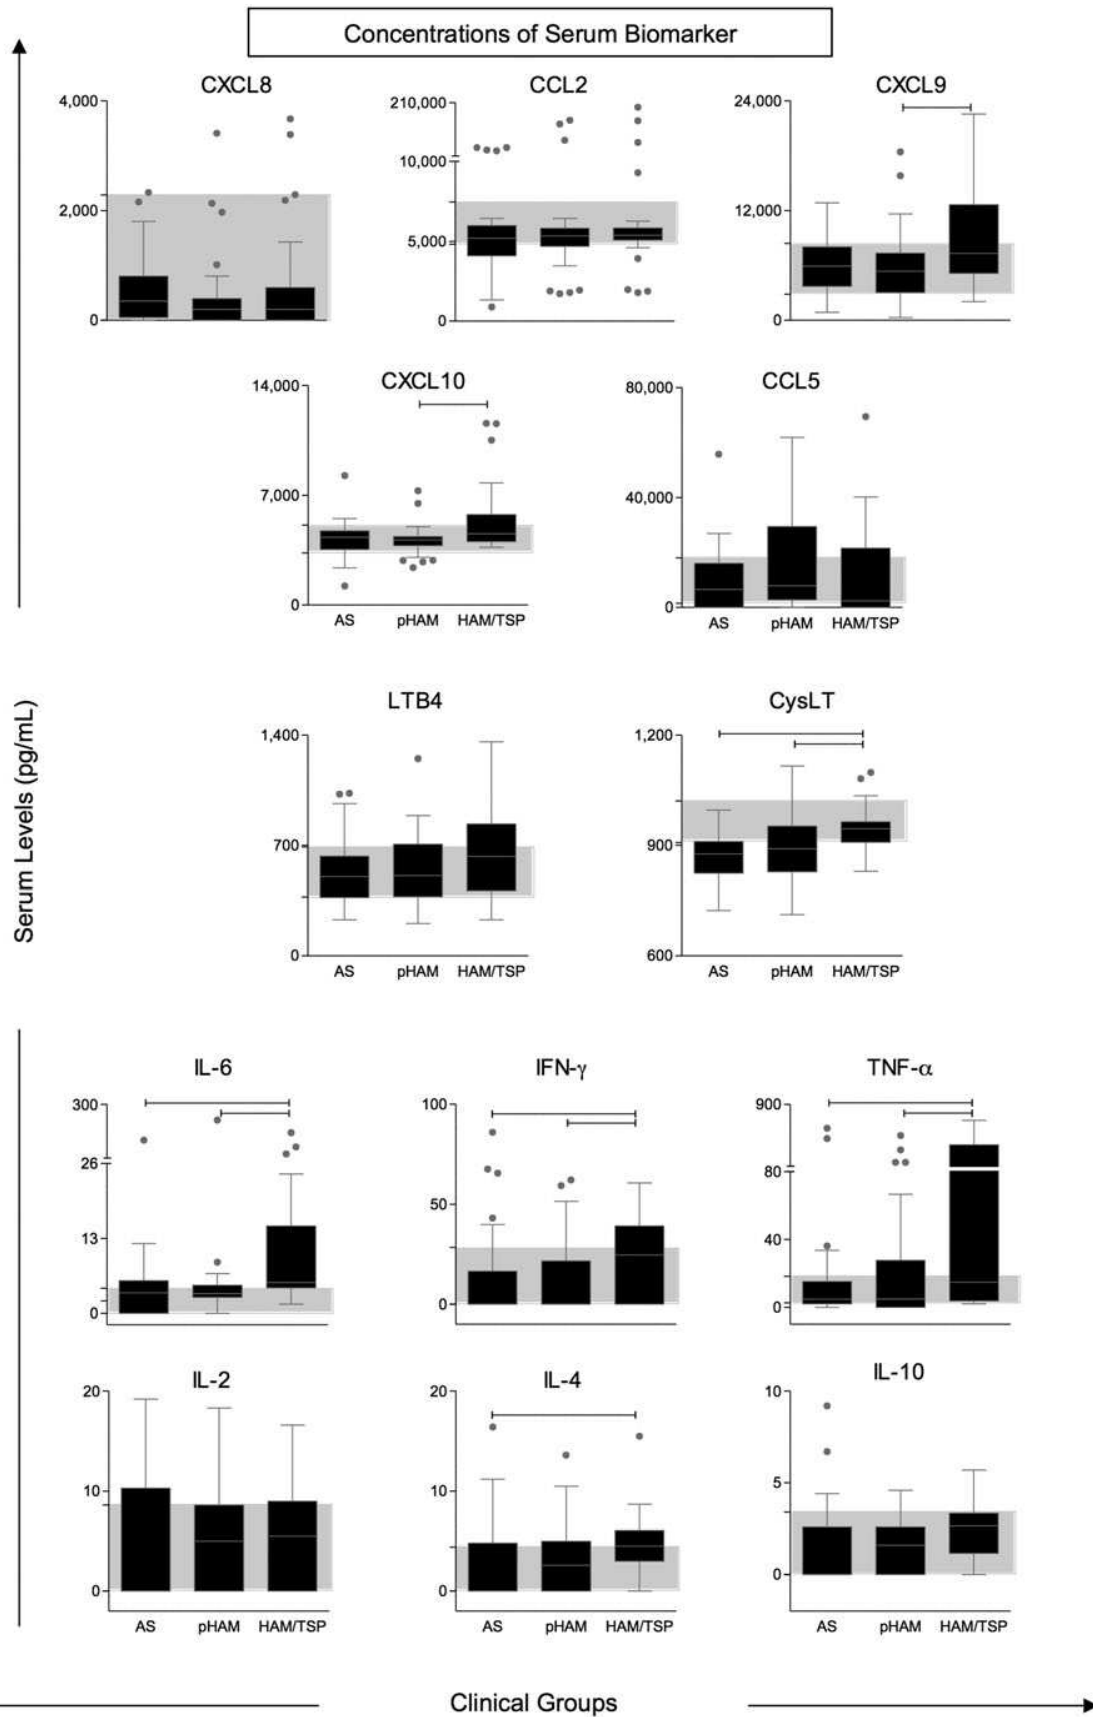 Concentrations of Serum Biomarker
CXCL8
CCL2
CXCL9
4,000
2,000
0
210,000
10,000
5,000
0
24,000
12,000
0
CXCL10
CCL5
14,000
7,000
0
AS pHAM HAM/TSP
80,000
40,000
0
AS pHAM HAM/TSP
Serum Levels (pg/mL)
LTB4
CysLT
1,400
700
0
AS pHAM HAM/TSP
1,200
900
600
AS pHAM HAM/TSP
IL-6
IFN-γ
TNF-α
300
26
13
0
100
50
0
900
80
40
0
IL-2
IL-4
IL-10
20
10
0
AS pHAM HAM/TSP
20
10
0
AS pHAM HAM/TSP
10
5
0
AS pHAM HAM/TSP
Clinical Groups